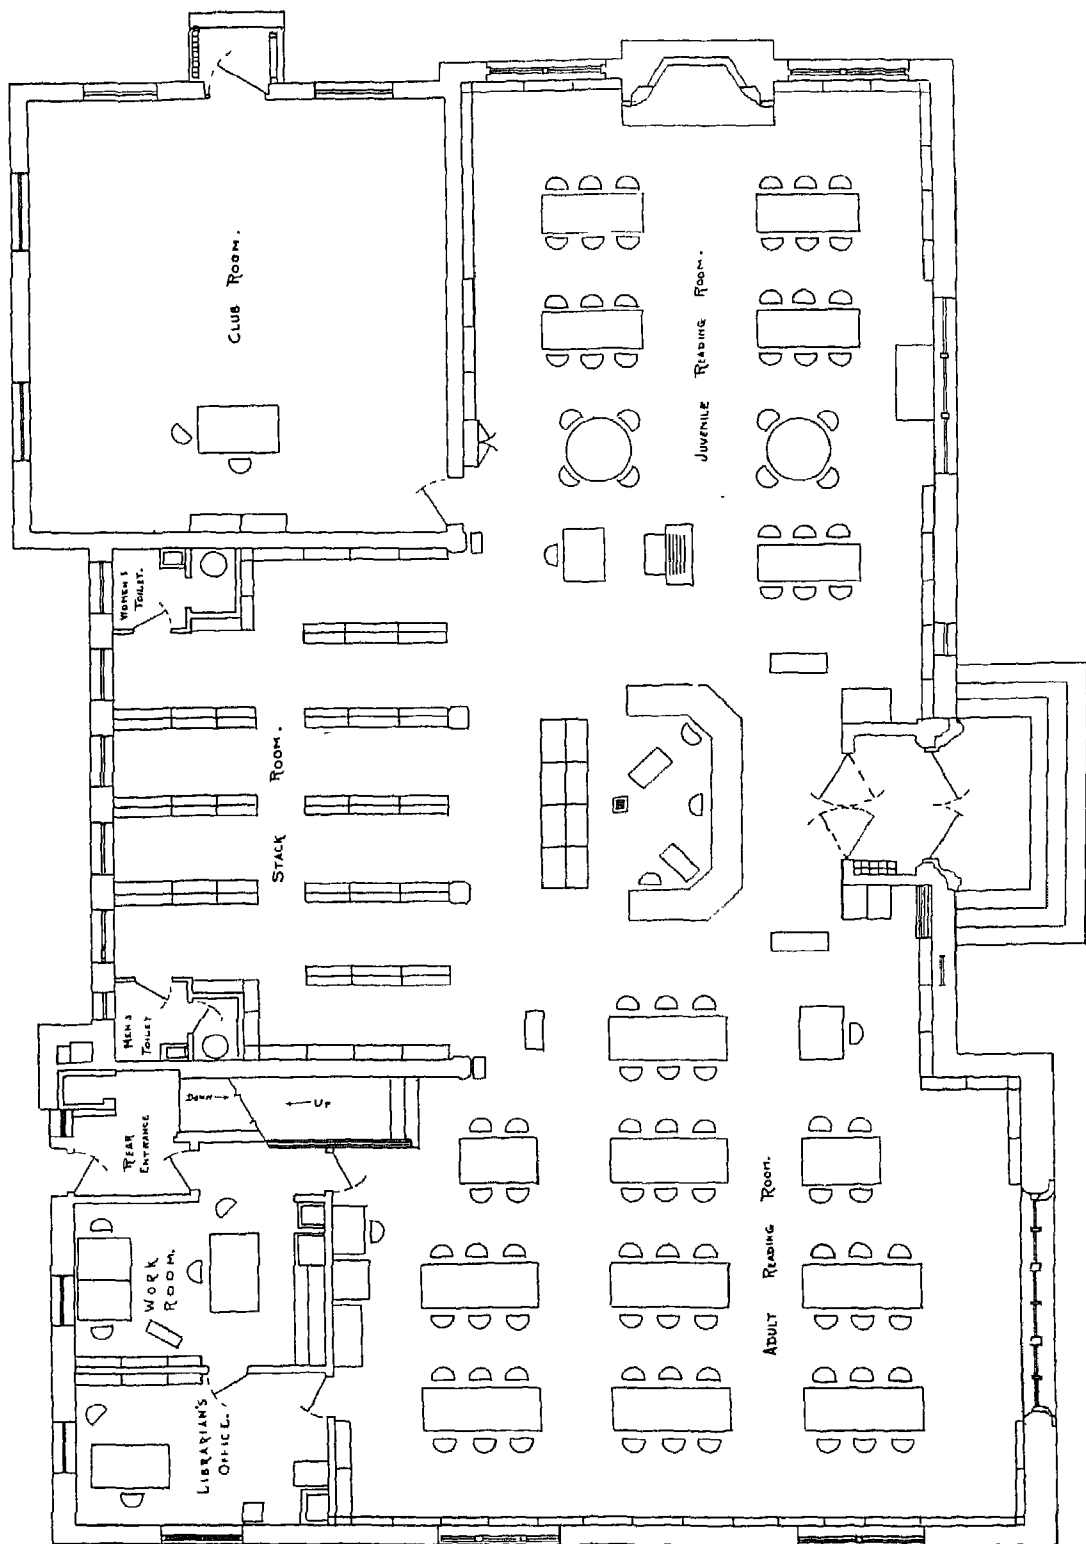 CLUB ROOM.
JUVENILE READING ROOM.
WOMEN'S
TOILET.
STACK ROOM.
MEN'S
TOILET
DOWN
UP
REAR
ENTRANCE
WORK
ROOM.
ADULT READING ROOM.
LIBRARIAN'S
OFFICE.